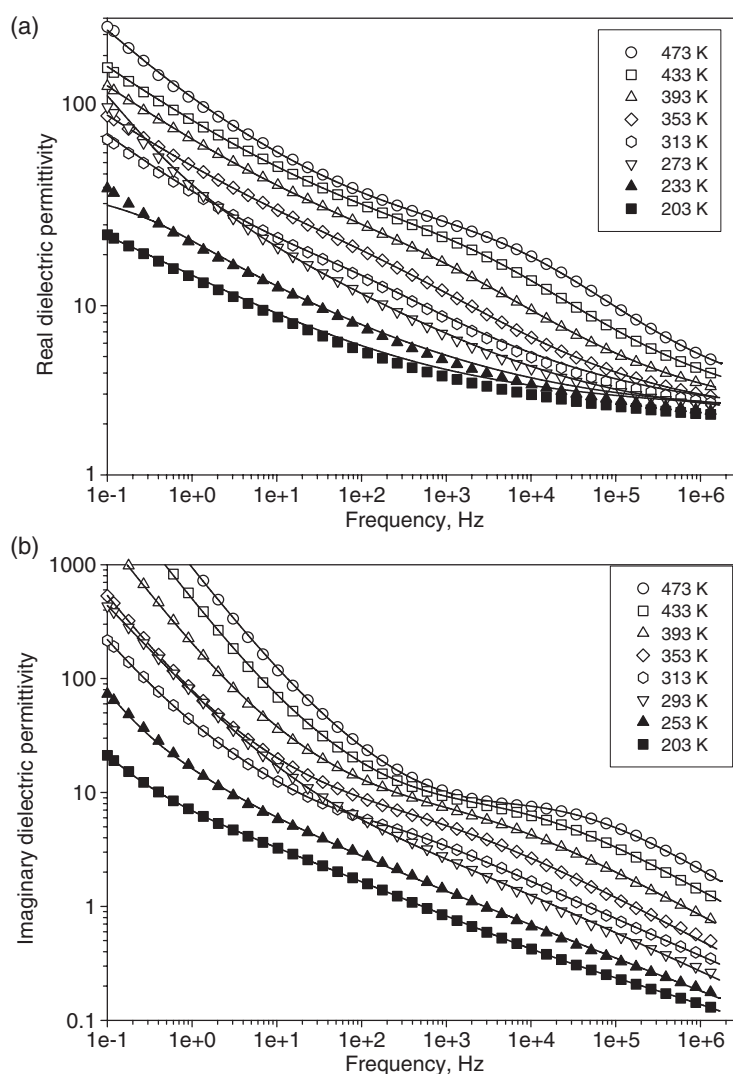 (a)
Real dielectric permittivity
100
10
1
473 K
433 K
393 K
353 K
313 K
273 K
233 K
203 K
1e-1 1e+0 1e+1 1e+2 1e+3 1e+4 1e+5 1e+6
Frequency, Hz
(b)
Imaginary dielectric permittivity
1000
100
10
1
0.1
473 K
433 K
393 K
353 K
313 K
293 K
253 K
203 K
1e-1 1e+0 1e+1 1e+2 1e+3 1e+4 1e+5 1e+6
Frequency, Hz